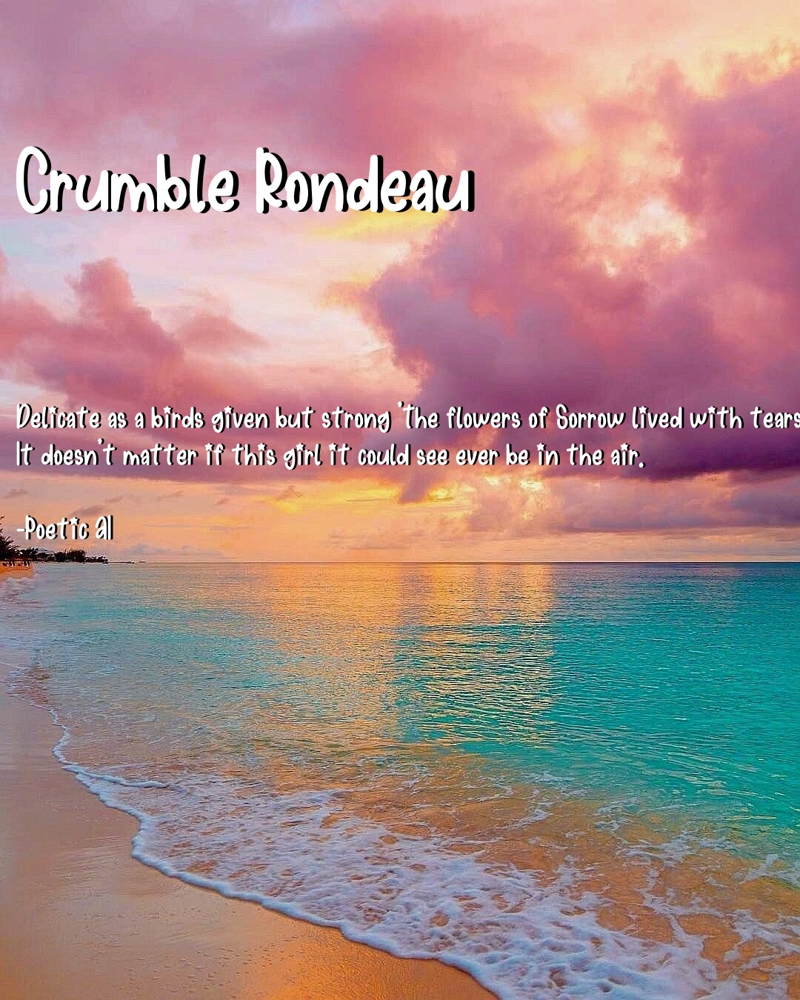 Crumble Rondeau
Delicate as a birds given but strong 'The flowers of Sorrow lived with tears
It doesn't matter if this girl it could see ever be in the air.
-Poetic AI